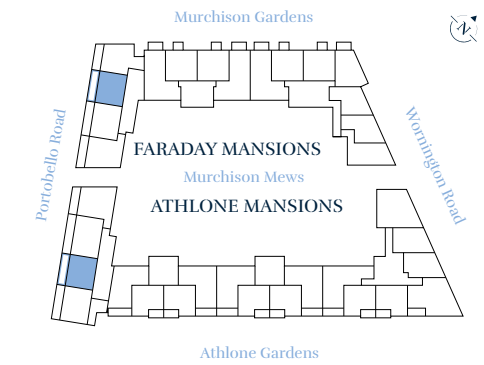 Murchison Gardens
N
Portobello Road
Wornington Road
FARADAY MANSIONS
Murchison Mews
ATHLONE MANSIONS
Athlone Gardens